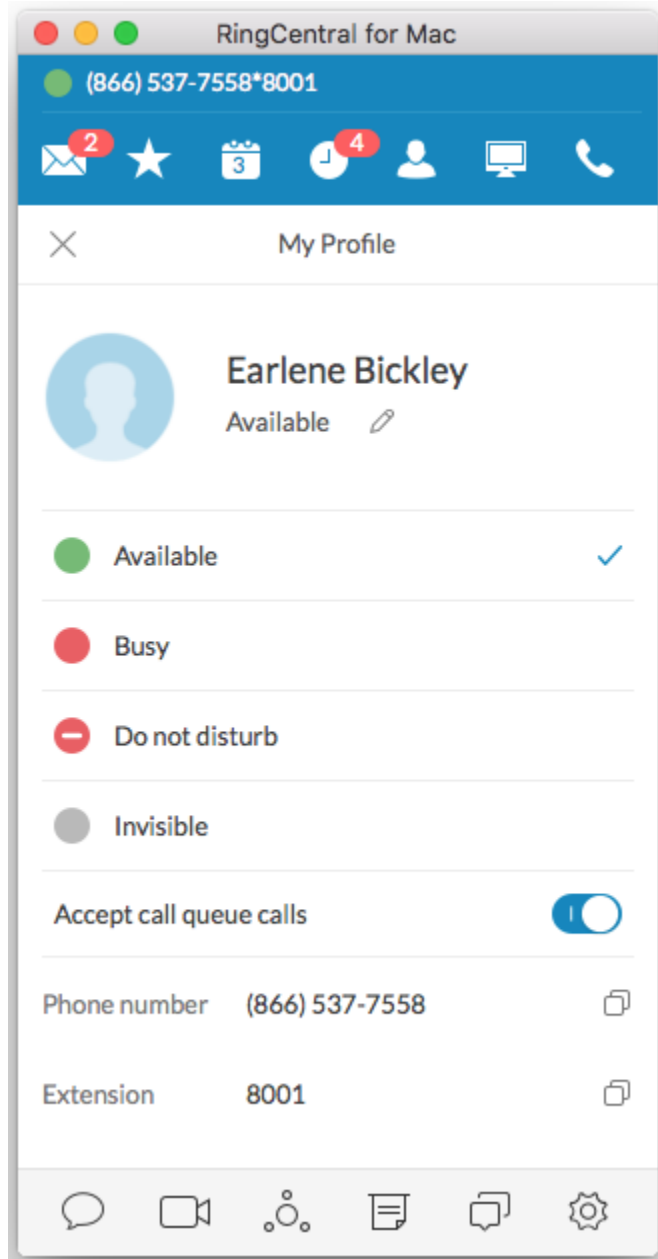 RingCentral for Mac
(866) 537-7558*8001
2
3
4
My Profile
Earlene Bickley
Available
Available
Busy
Do not disturb
Invisible
Accept call queue calls
Phone number (866) 537-7558
Extension 8001